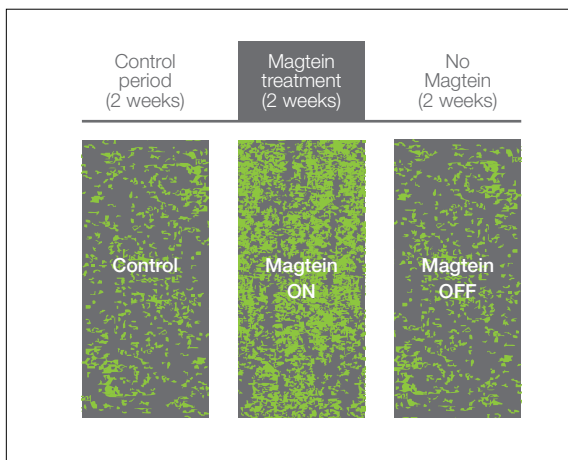 Control
period
(2 weeks)
Magtein
treatment
(2 weeks)
No
Magtein
(2 weeks)
Control
Magtein
ON
Magtein
OFF